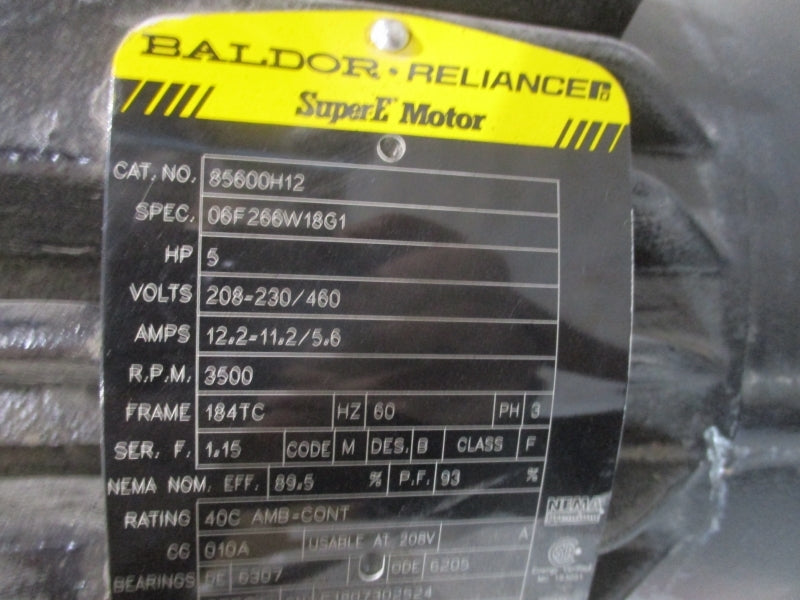 BALDOR · RELIANCE
SuperE Motor
CAT. NO. 85600H12
SPEC. 06F266W18G1
HP 5
VOLTS 208-230/460
AMPS 12.2-11.2/5.6
R.P.M. 3500
FRAME 184TC HZ 60 PH 3
SER. F. 1.15 CODE M DES. B CLASS F
NEMA NOM. EFF. 89.5 % P.F. 93 %
RATING 40C AMB-CONT
NEMA
CC 010A USABLE AT 208V A
BEARINGS DE 6307 ODE 6205